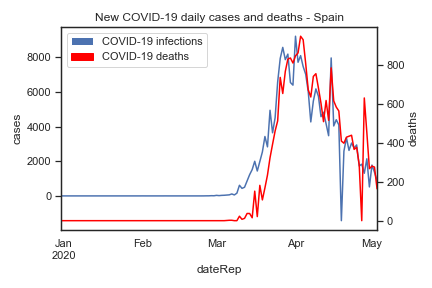 New COVID-19 daily cases and deaths - Spain
COVID-19 infections
COVID-19 deaths
8000
6000
4000
2000
0
cases
800
600
400
200
0
deaths
Jan Feb Mar Apr May
2020
dateRep